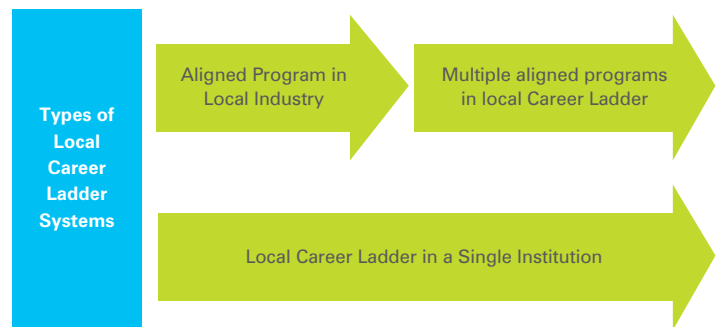 Types of
Local
Career
Ladder
Systems
Aligned Program in
Local Industry
Multiple aligned programs
in local Career Ladder
Local Career Ladder in a Single Institution